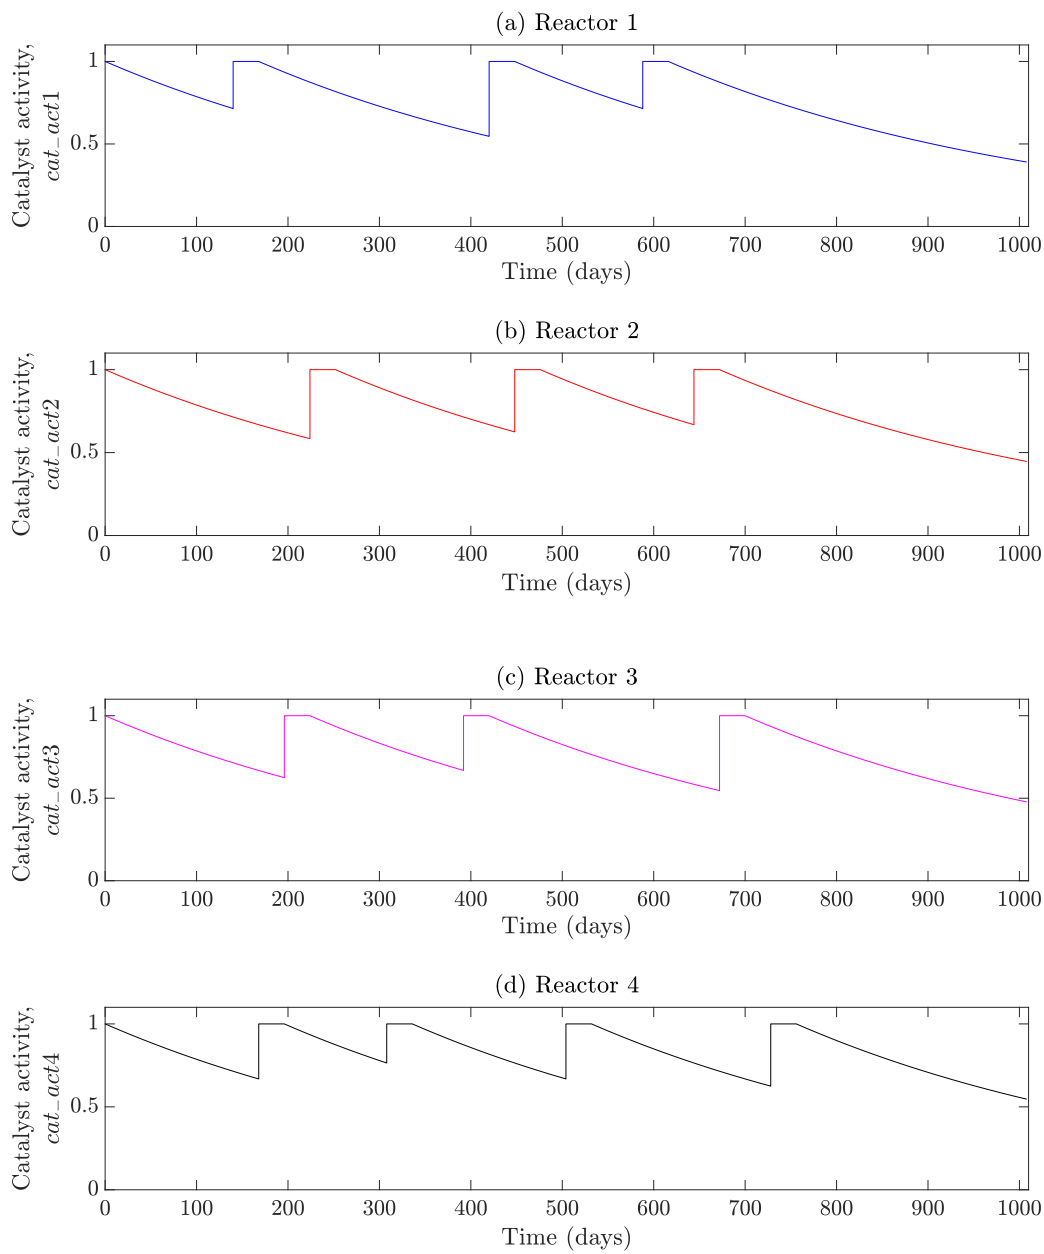 (a) Reactor 1
Catalyst activity,
cat_act1
1
0.5
0
0 100 200 300 400 500 600 700 800 900 1000
Time (days)
(b) Reactor 2
Catalyst activity,
cat_act2
1
0.5
0
0 100 200 300 400 500 600 700 800 900 1000
Time (days)
(c) Reactor 3
Catalyst activity,
cat_act3
1
0.5
0
0 100 200 300 400 500 600 700 800 900 1000
Time (days)
(d) Reactor 4
Catalyst activity,
cat_act4
1
0.5
0
0 100 200 300 400 500 600 700 800 900 1000
Time (days)